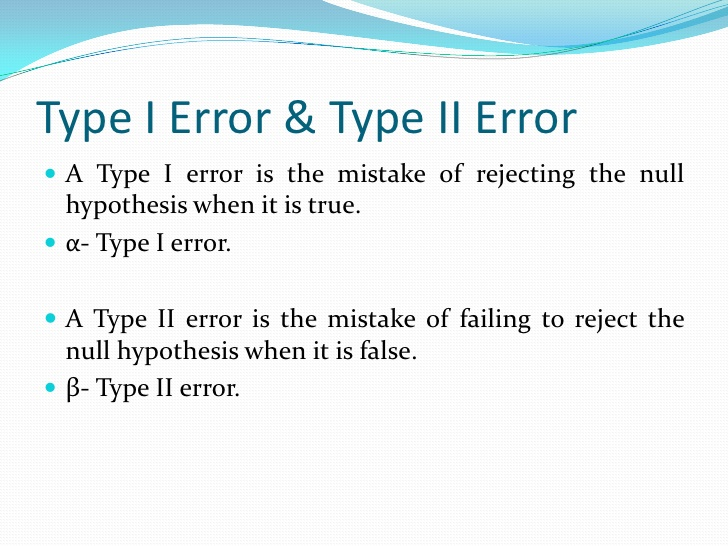 Type I Error & Type II Error
• A Type I error is the mistake of rejecting the null
hypothesis when it is true.
• α- Type I error.
• A Type II error is the mistake of failing to reject the
null hypothesis when it is false.
• β- Type II error.